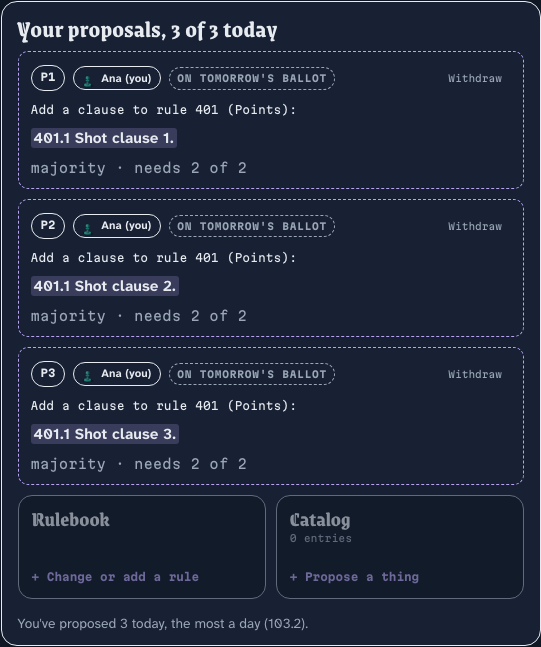 Your proposals, 3 of 3 today
P1 Ana (you) ON TOMORROW'S BALLOT Withdraw
Add a clause to rule 401 (Points):
401.1 Shot clause 1.
majority · needs 2 of 2
P2 Ana (you) ON TOMORROW'S BALLOT Withdraw
Add a clause to rule 401 (Points):
401.1 Shot clause 2.
majority · needs 2 of 2
P3 Ana (you) ON TOMORROW'S BALLOT Withdraw
Add a clause to rule 401 (Points):
401.1 Shot clause 3.
majority · needs 2 of 2
Rulebook
+ Change or add a rule
Catalog
0 entries
+ Propose a thing
You've proposed 3 today, the most a day (103.2).